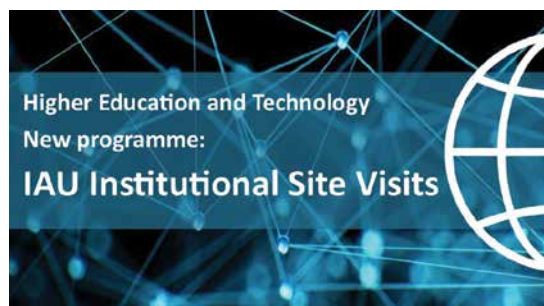 Higher Education and Technology
New programme:
IAU Institutional Site Visits